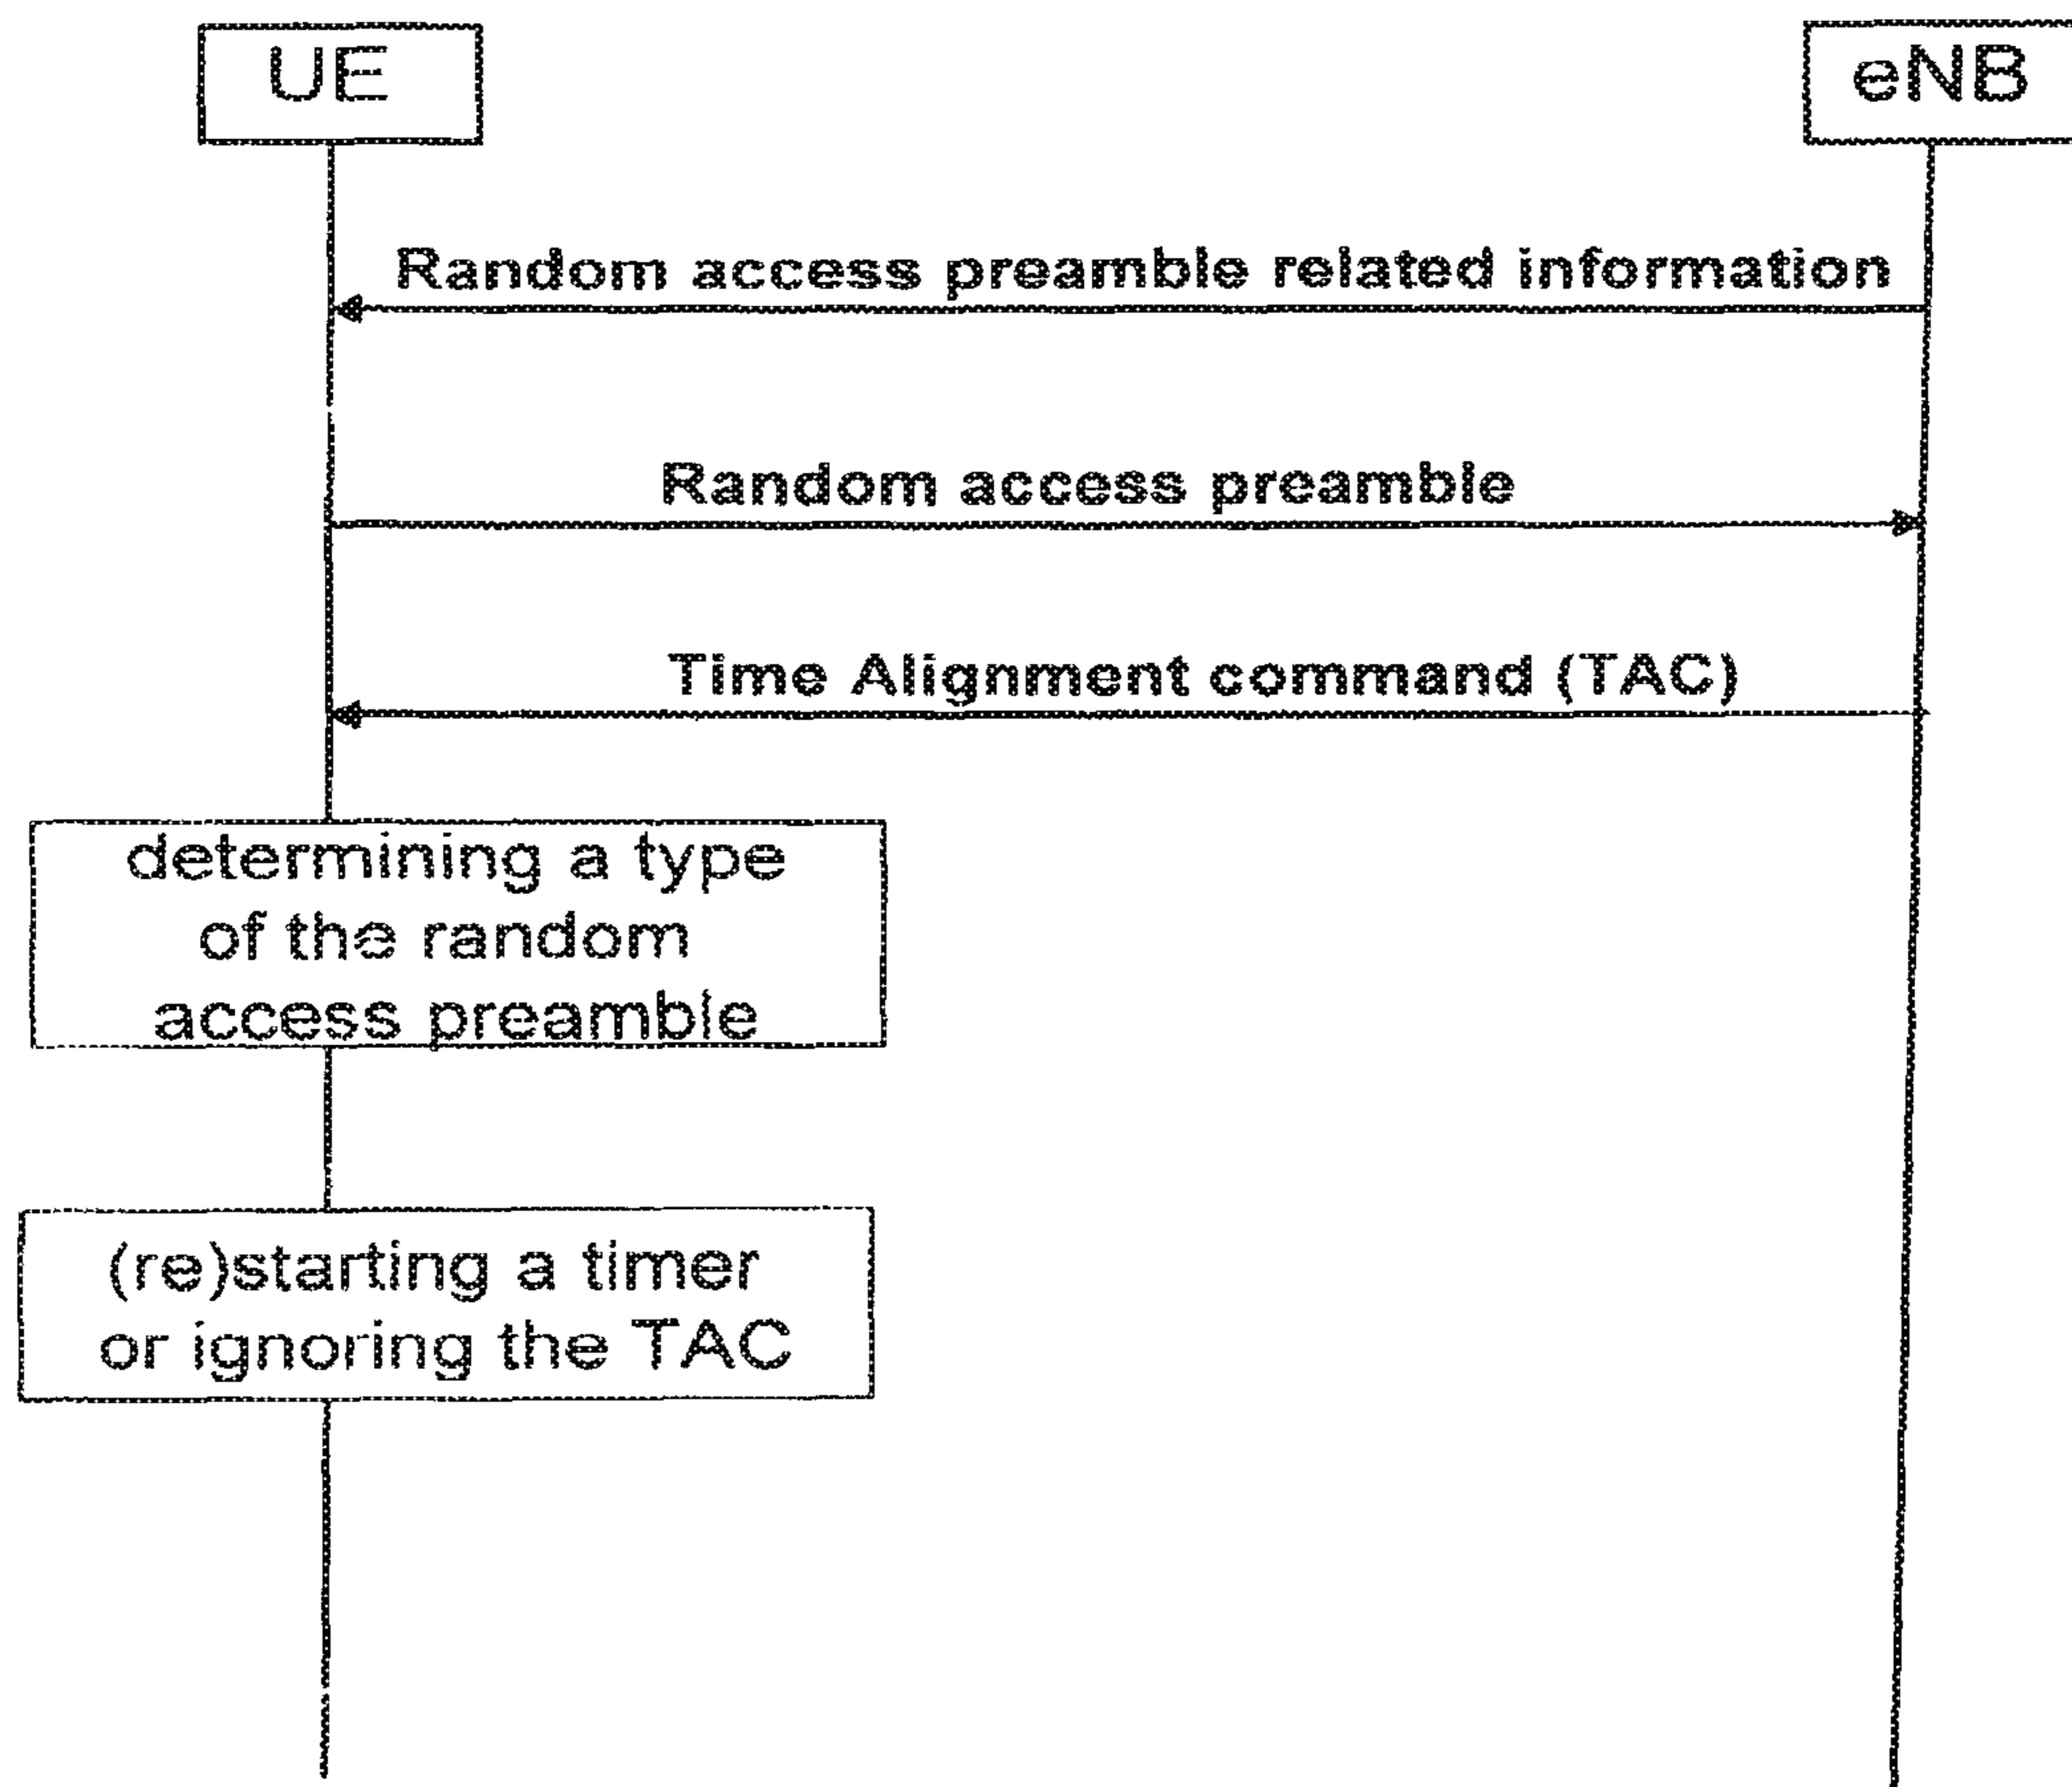 UE
eNB
Random access preamble related information
Random access preamble
Time Alignment command (TAC)
determining a type
of the random
access preamble
(re)starting a timer
or ignoring the TAC